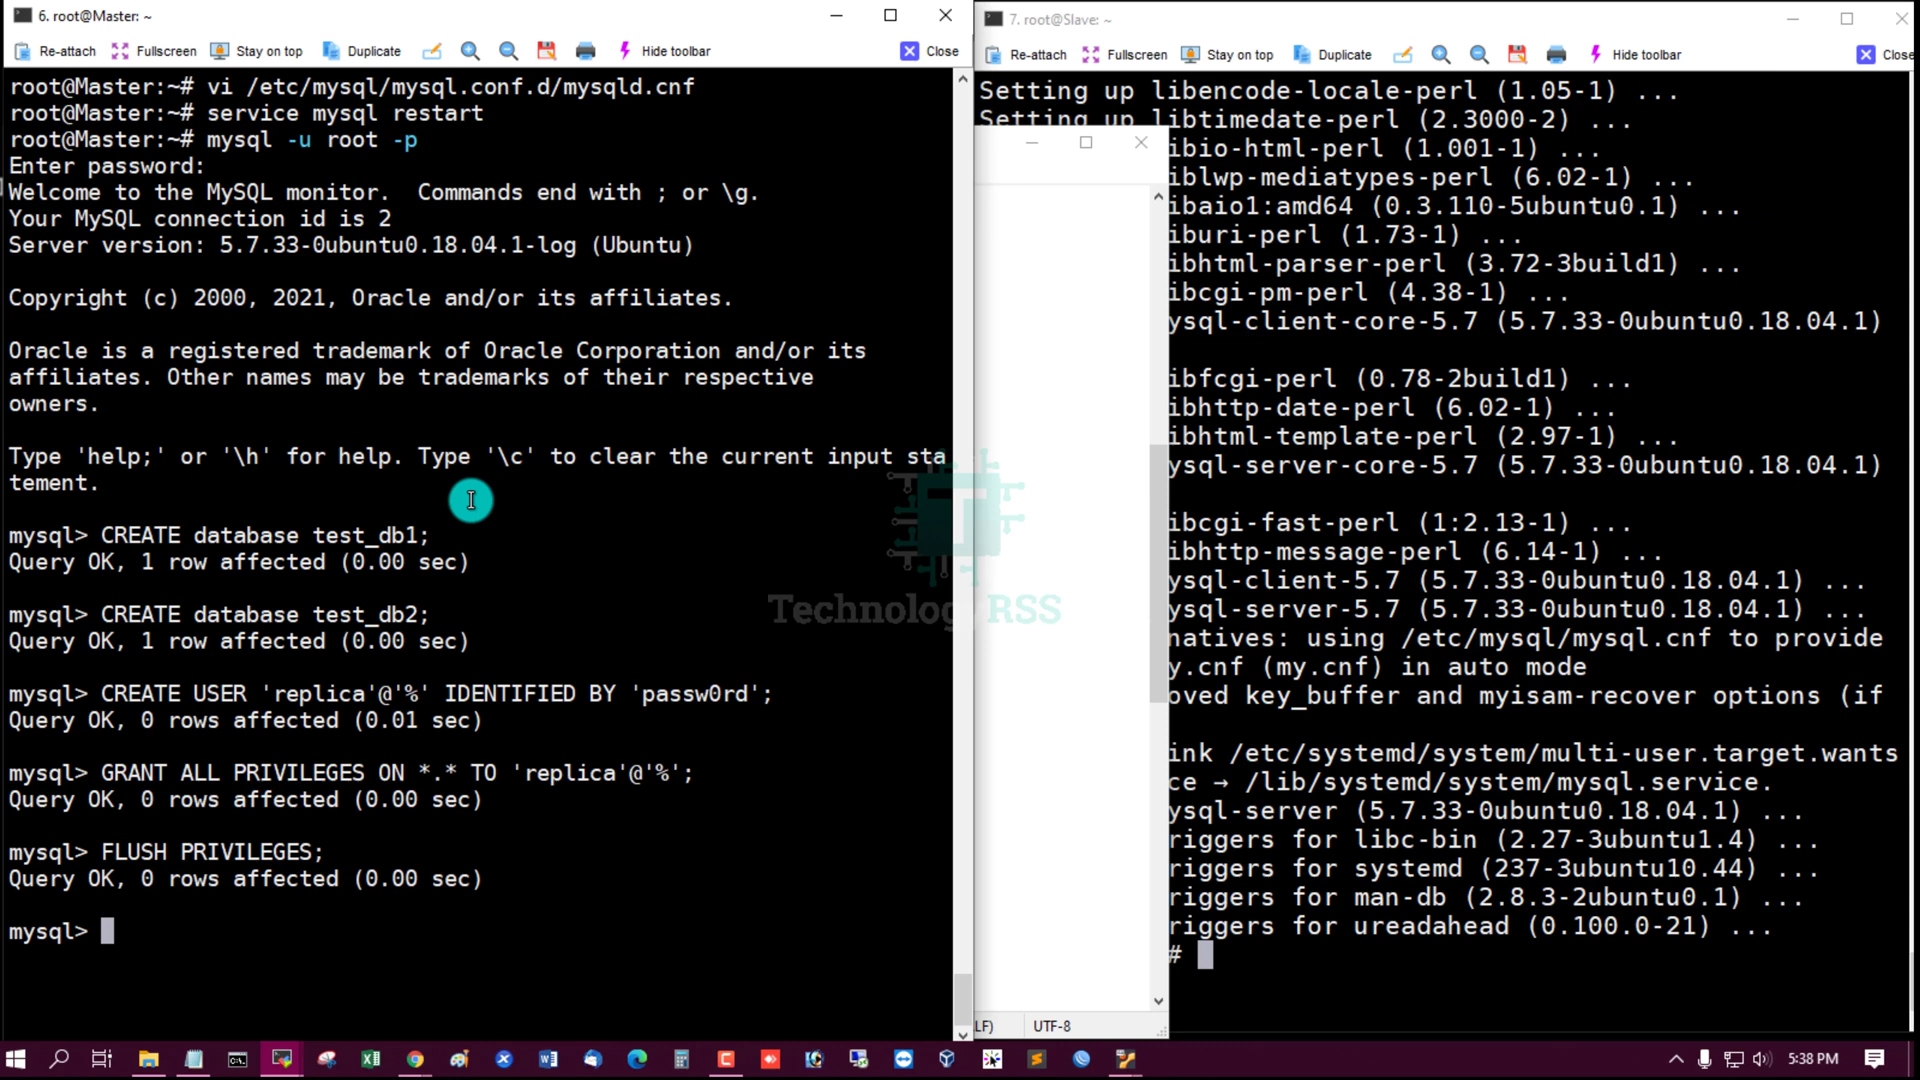 6. root@Master: ~
Re-attach Fullscreen Stay on top Duplicate Hide toolbar Close
root@Master:~# vi /etc/mysql/mysql.conf.d/mysqld.cnf
root@Master:~# service mysql restart
root@Master:~# mysql -u root -p
Enter password:
Welcome to the MySQL monitor.  Commands end with ; or \g.
Your MySQL connection id is 2
Server version: 5.7.33-0ubuntu0.18.04.1-log (Ubuntu)
Copyright (c) 2000, 2021, Oracle and/or its affiliates.
Oracle is a registered trademark of Oracle Corporation and/or its
affiliates. Other names may be trademarks of their respective
owners.
Type 'help;' or '\h' for help. Type '\c' to clear the current input sta
tement.
mysql> CREATE database test_db1;
Query OK, 1 row affected (0.00 sec)
mysql> CREATE database test_db2;
Query OK, 1 row affected (0.00 sec)
mysql> CREATE USER 'replica'@'%' IDENTIFIED BY 'passw0rd';
Query OK, 0 rows affected (0.01 sec)
mysql> GRANT ALL PRIVILEGES ON *.* TO 'replica'@'%';
Query OK, 0 rows affected (0.00 sec)
mysql> FLUSH PRIVILEGES;
Query OK, 0 rows affected (0.00 sec)
mysql>
7. root@Slave: ~
Re-attach Fullscreen Stay on top Duplicate Hide toolbar Close
Setting up libencode-locale-perl (1.05-1) ...
Setting up libtimedate-perl (2.3000-2) ...
ibio-html-perl (1.001-1) ...
iblwp-mediatypes-perl (6.02-1) ...
ibaio1:amd64 (0.3.110-5ubuntu0.1) ...
iburi-perl (1.73-1) ...
ibhtml-parser-perl (3.72-3build1) ...
ibcgi-pm-perl (4.38-1) ...
ysql-client-core-5.7 (5.7.33-0ubuntu0.18.04.1)
ibfcgi-perl (0.78-2build1) ...
ibhttp-date-perl (6.02-1) ...
ibhtml-template-perl (2.97-1) ...
ysql-server-core-5.7 (5.7.33-0ubuntu0.18.04.1)
ibcgi-fast-perl (1:2.13-1) ...
ibhttp-message-perl (6.14-1) ...
ysql-client-5.7 (5.7.33-0ubuntu0.18.04.1) ...
ysql-server-5.7 (5.7.33-0ubuntu0.18.04.1) ...
natives: using /etc/mysql/mysql.cnf to provide
y.cnf (my.cnf) in auto mode
oved key_buffer and myisam-recover options (if
ink /etc/systemd/system/multi-user.target.wants
ce → /lib/systemd/system/mysql.service.
ysql-server (5.7.33-0ubuntu0.18.04.1) ...
riggers for libc-bin (2.27-3ubuntu1.4) ...
riggers for systemd (237-3ubuntu10.44) ...
riggers for man-db (2.8.3-2ubuntu0.1) ...
riggers for ureadahead (0.100.0-21) ...
#
LF) UTF-8
Technology RSS
5:38 PM